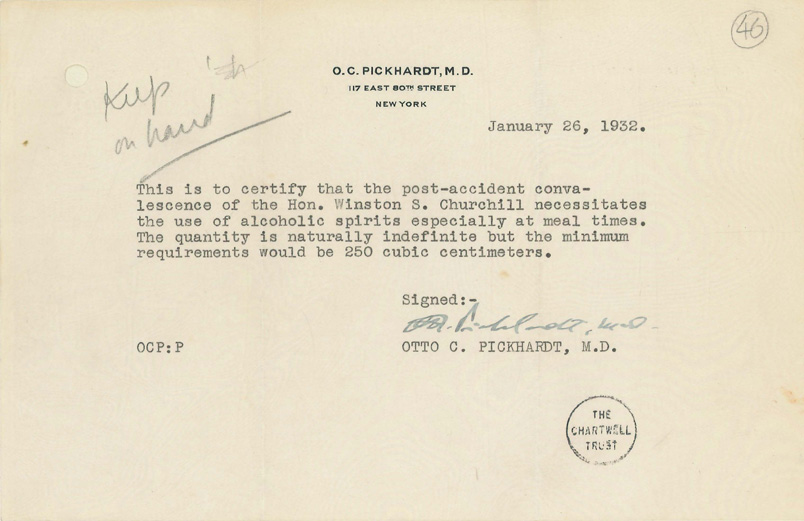 46
Keep
on hand
O. C. PICKHARDT, M. D.
117 EAST 80TH STREET
NEW YORK
January 26, 1932.
This is to certify that the post-accident conva-
lescence of the Hon. Winston S. Churchill necessitates
the use of alcoholic spirits especially at meal times.
The quantity is naturally indefinite but the minimum
requirements would be 250 cubic centimeters.
Signed:-
Pickhardt, M.D.
OCP:P
OTTO C. PICKHARDT, M.D.
THE
CHARTWELL
TRUST